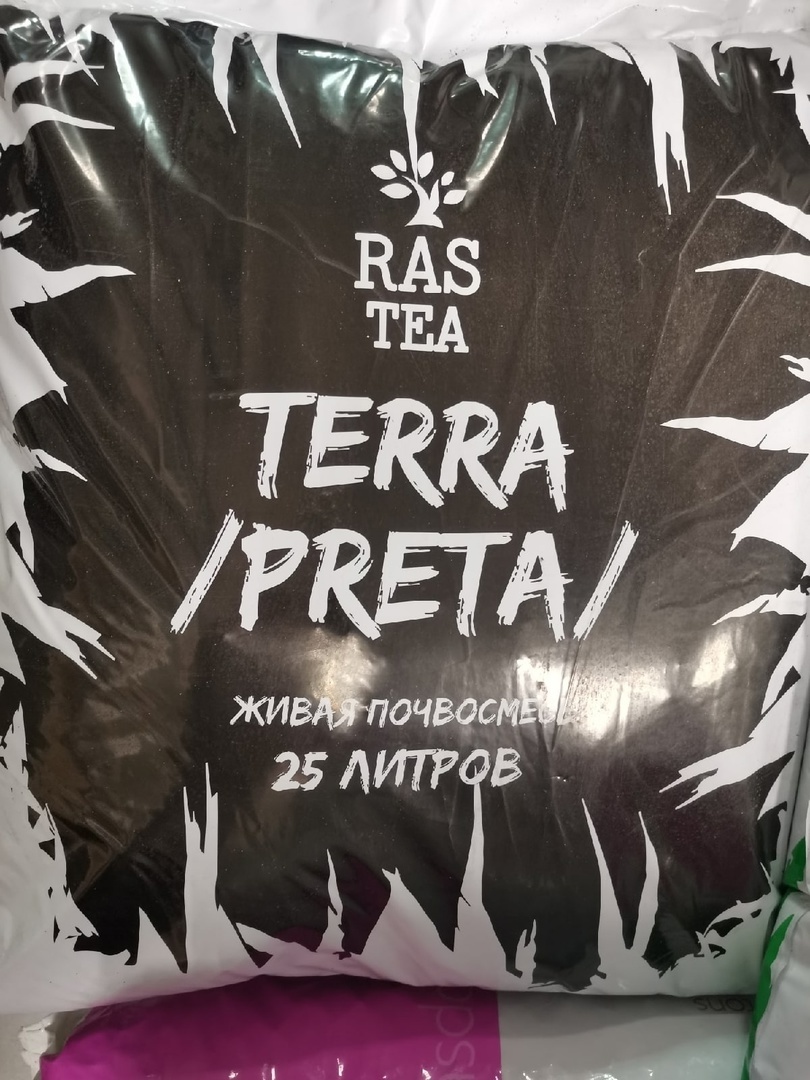 RAS
TEA
TERRA
/PRETA/
ЖИВАЯ ПОЧВОСМЕСЬ
25 ЛИТРОВ